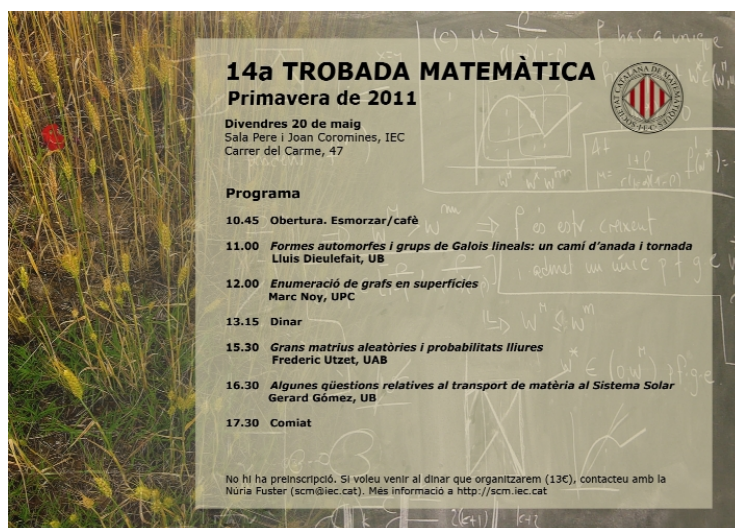 14a TROBADA MATEMÀTICA
Primavera de 2011
Divendres 20 de maig
Sala Pere i Joan Coromines, IEC
Carrer del Carme, 47
Programa
10.45 Obertura. Esmorzar/cafè
11.00 Formes automorfes i grups de Galois lineals: un camí d'anada i tornada
Lluis Dieulefait, UB
12.00 Enumeració de grafs en superfícies
Marc Noy, UPC
13.15 Dinar
15.30 Grans matrius aleatòries i probabilitats lliures
Frederic Utzet, UAB
16.30 Algunes qüestions relatives al transport de matèria al Sistema Solar
Gerard Gómez, UB
17.30 Comiat
No hi ha preinscripció. Si voleu venir al dinar que organitzarem (13€), contacteu amb la
Núria Fuster (scm@iec.cat). Més informació a http://scm.iec.cat
SOCIETAT CATALANA DE MATEMÀTIQUES
I·E·C